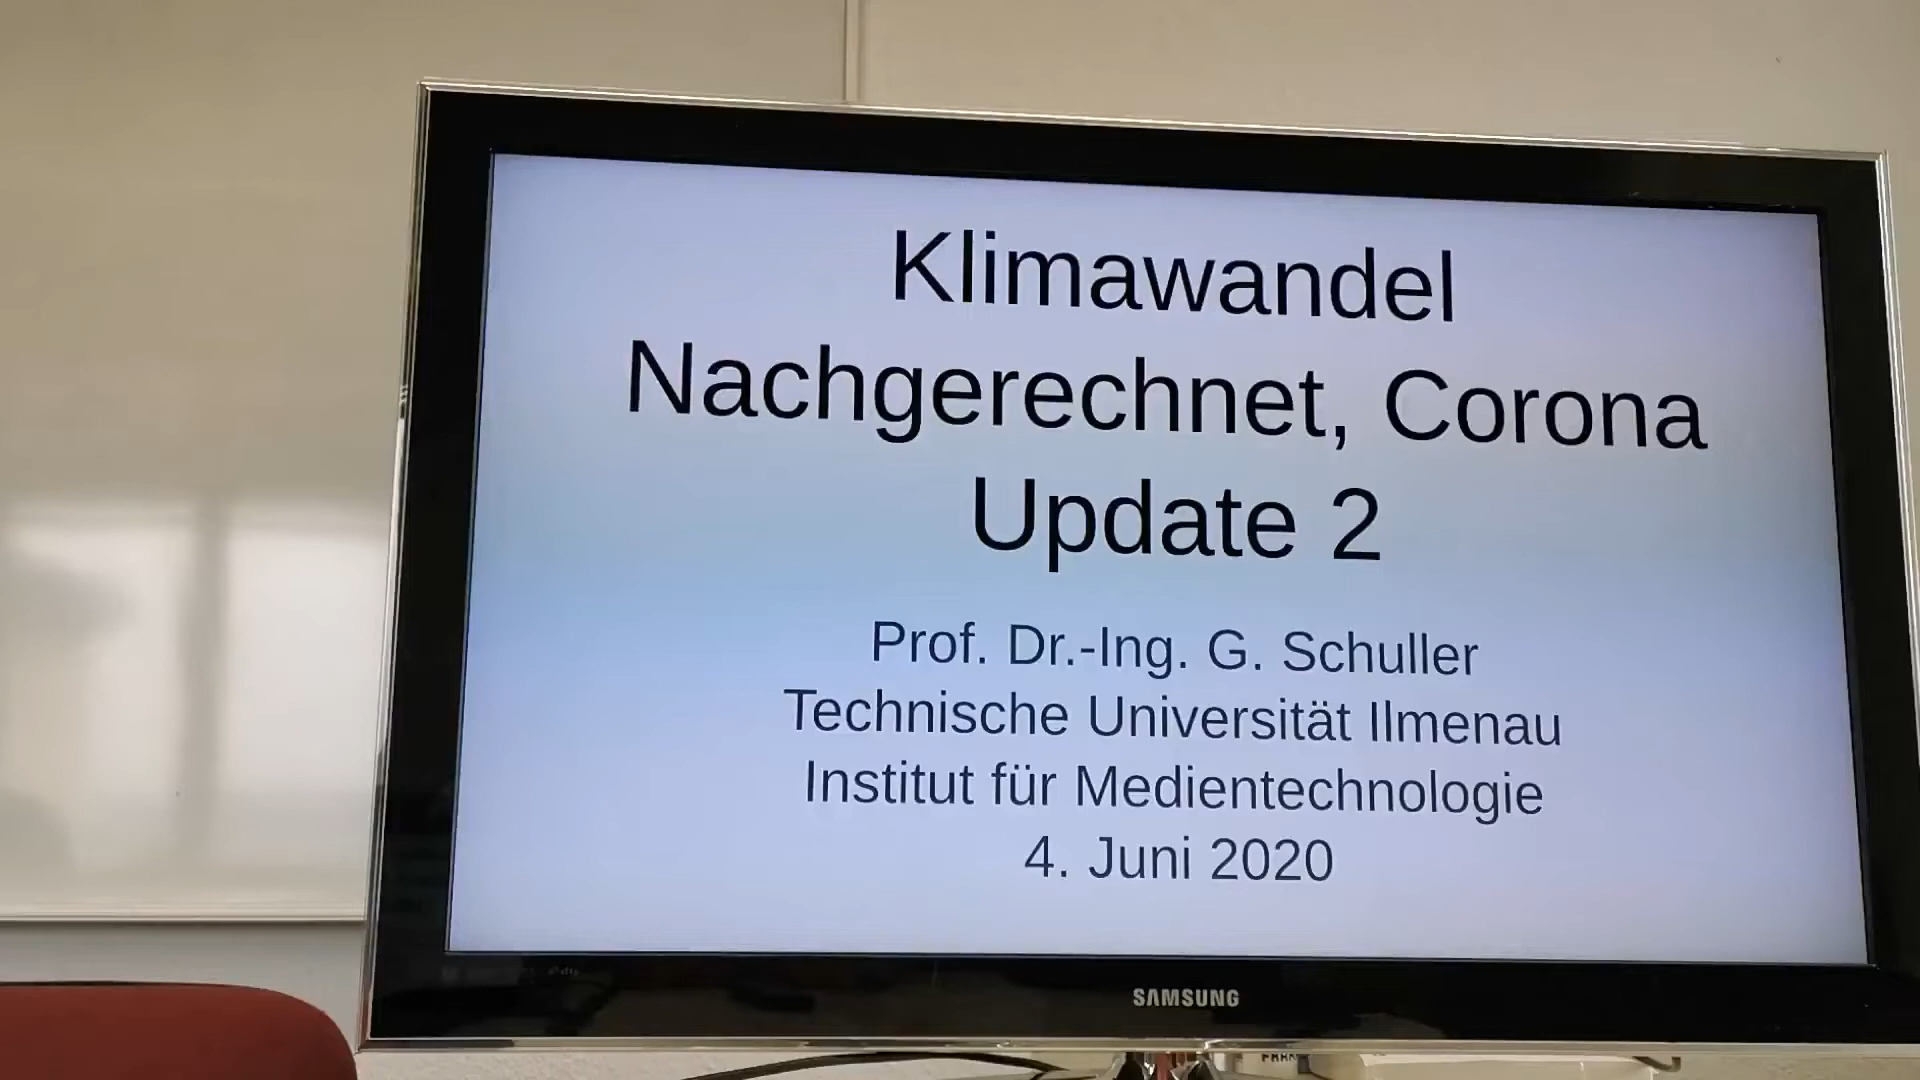 Klimawandel
Nachgerechnet, Corona
Update 2
Prof. Dr.-Ing. G. Schuller
Technische Universität Ilmenau
Institut für Medientechnologie
4. Juni 2020
SAMSUNG